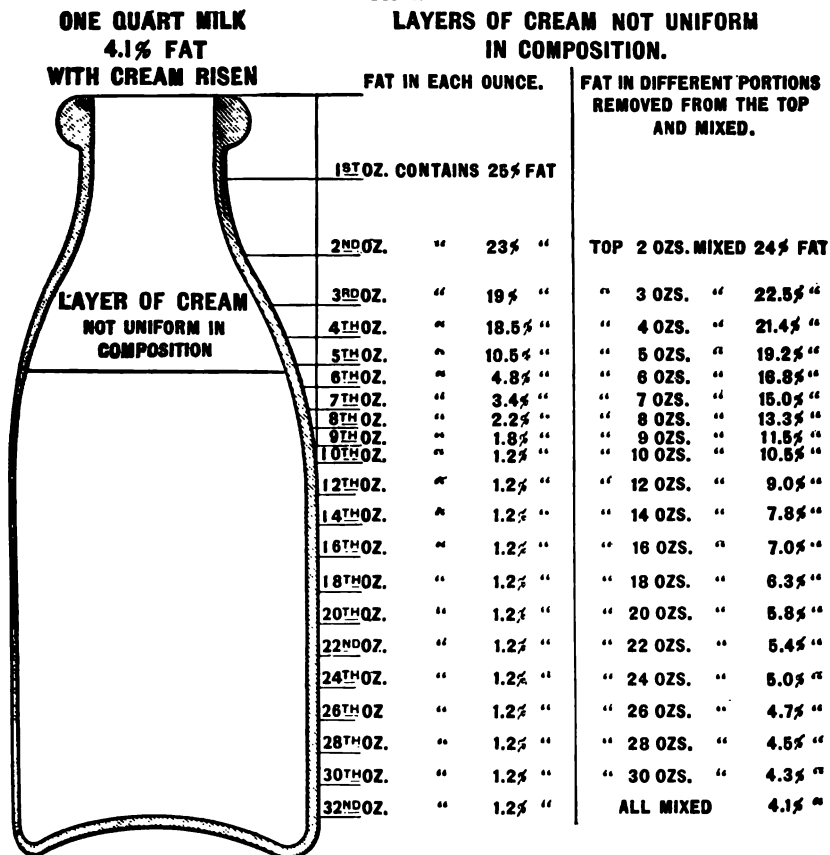 ONE QUART MILK
4.1% FAT
WITH CREAM RISEN
LAYERS OF CREAM NOT UNIFORM
IN COMPOSITION.
FAT IN EACH OUNCE.
FAT IN DIFFERENT PORTIONS
REMOVED FROM THE TOP
AND MIXED.
LAYER OF CREAM
NOT UNIFORM IN
COMPOSITION
1ST OZ. CONTAINS 25% FAT
2ND OZ. " 23% " TOP 2 OZS. MIXED 24% FAT
3RD OZ. " 19% " " 3 OZS. " 22.5% "
4TH OZ. " 18.5% " " 4 OZS. " 21.4% "
5TH OZ. " 10.5% " " 5 OZS. " 19.2% "
6TH OZ. " 4.8% " " 6 OZS. " 16.8% "
7TH OZ. " 3.4% " " 7 OZS. " 15.0% "
8TH OZ. " 2.2% " " 8 OZS. " 13.3% "
9TH OZ. " 1.8% " " 9 OZS. " 11.5% "
10TH OZ. " 1.2% " " 10 OZS. " 10.5% "
12TH OZ. " 1.2% " " 12 OZS. " 9.0% "
14TH OZ. " 1.2% " " 14 OZS. " 7.8% "
16TH OZ. " 1.2% " " 16 OZS. " 7.0% "
18TH OZ. " 1.2% " " 18 OZS. " 6.3% "
20TH OZ. " 1.2% " " 20 OZS. " 5.8% "
22ND OZ. " 1.2% " " 22 OZS. " 5.4% "
24TH OZ. " 1.2% " " 24 OZS. " 5.0% "
26TH OZ " 1.2% " " 26 OZS. " 4.7% "
28TH OZ. " 1.2% " " 28 OZS. " 4.5% "
30TH OZ. " 1.2% " " 30 OZS. " 4.3% "
32ND OZ. " 1.2% " ALL MIXED 4.1% "